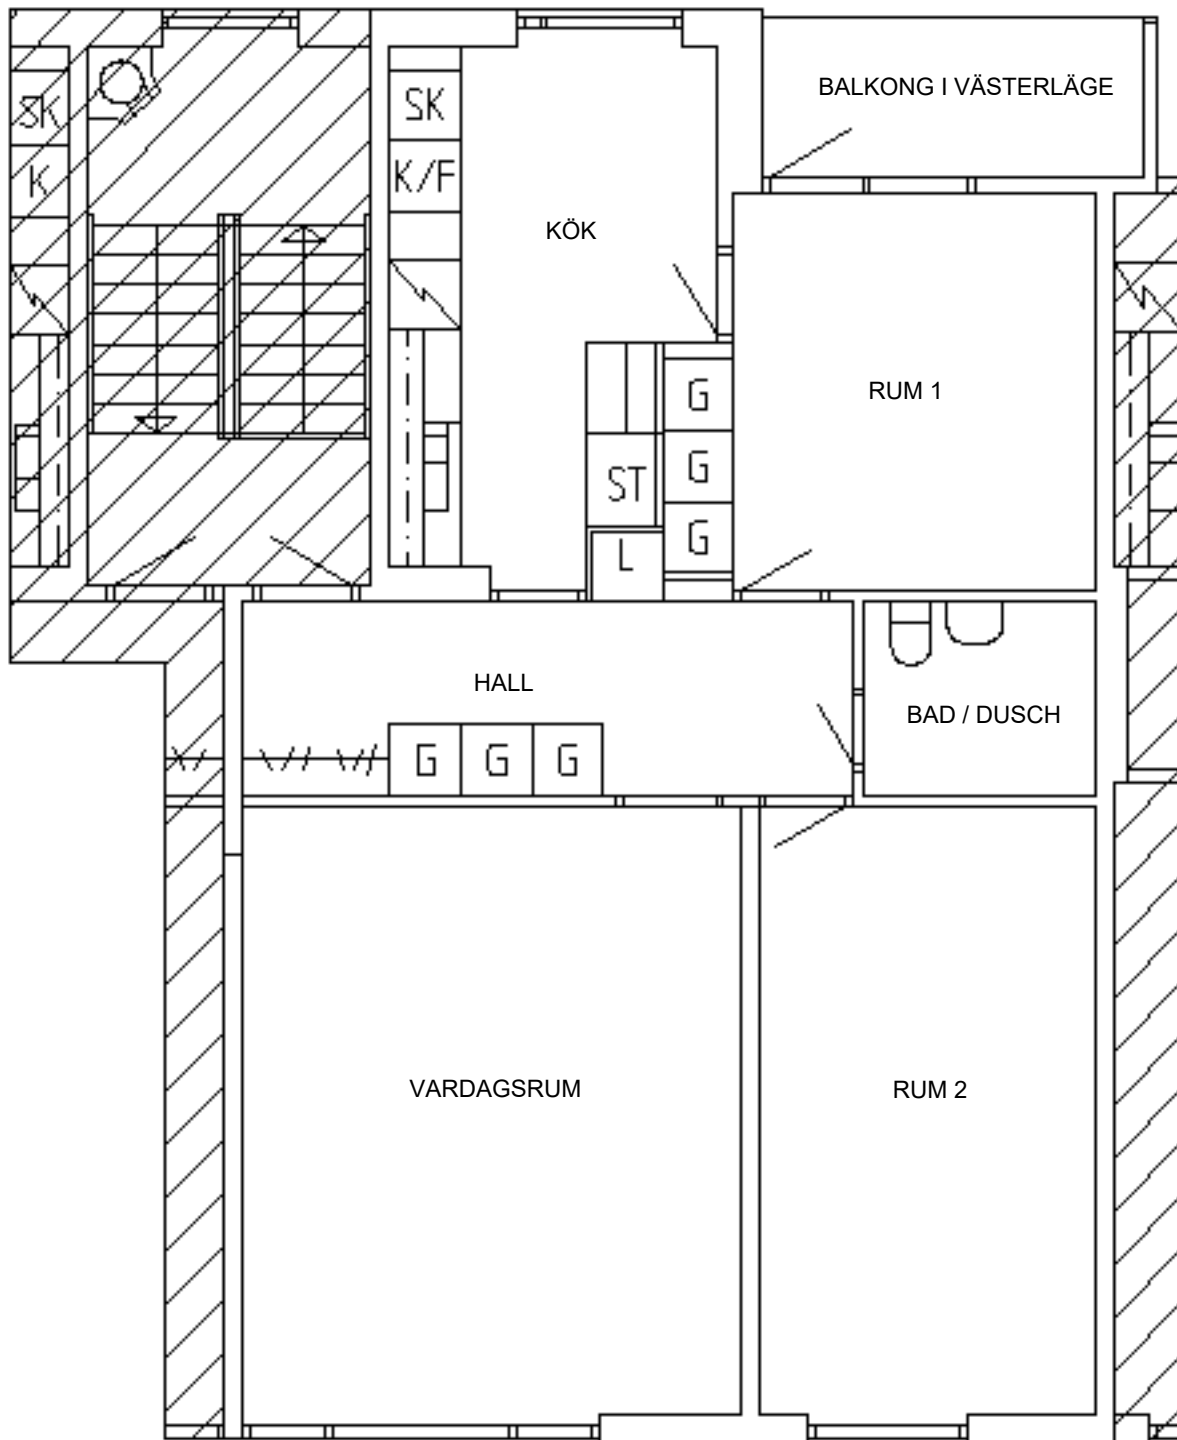 BALKONG I VÄSTERLÄGE
SK
SK
K
K/F
KÖK
RUM 1
G
G
ST
G
L
HALL
BAD / DUSCH
G
G
G
VARDAGSRUM
RUM 2